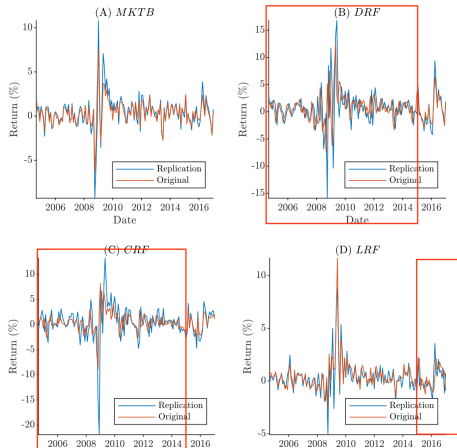 (A) MKTB
Return (%)
10
5
0
-5
2006 2008 2010 2012 2014 2016
Date
Replication
Original
(B) DRF
Return (%)
15
10
5
0
-5
-10
-15
2006 2008 2010 2012 2014 2016
Date
Replication
Original
(C) CRF
Return (%)
10
5
0
-5
-10
-15
-20
2006 2008 2010 2012 2014 2016
Replication
Original
(D) LRF
Return (%)
10
5
0
-5
2006 2008 2010 2012 2014 2016
Replication
Original